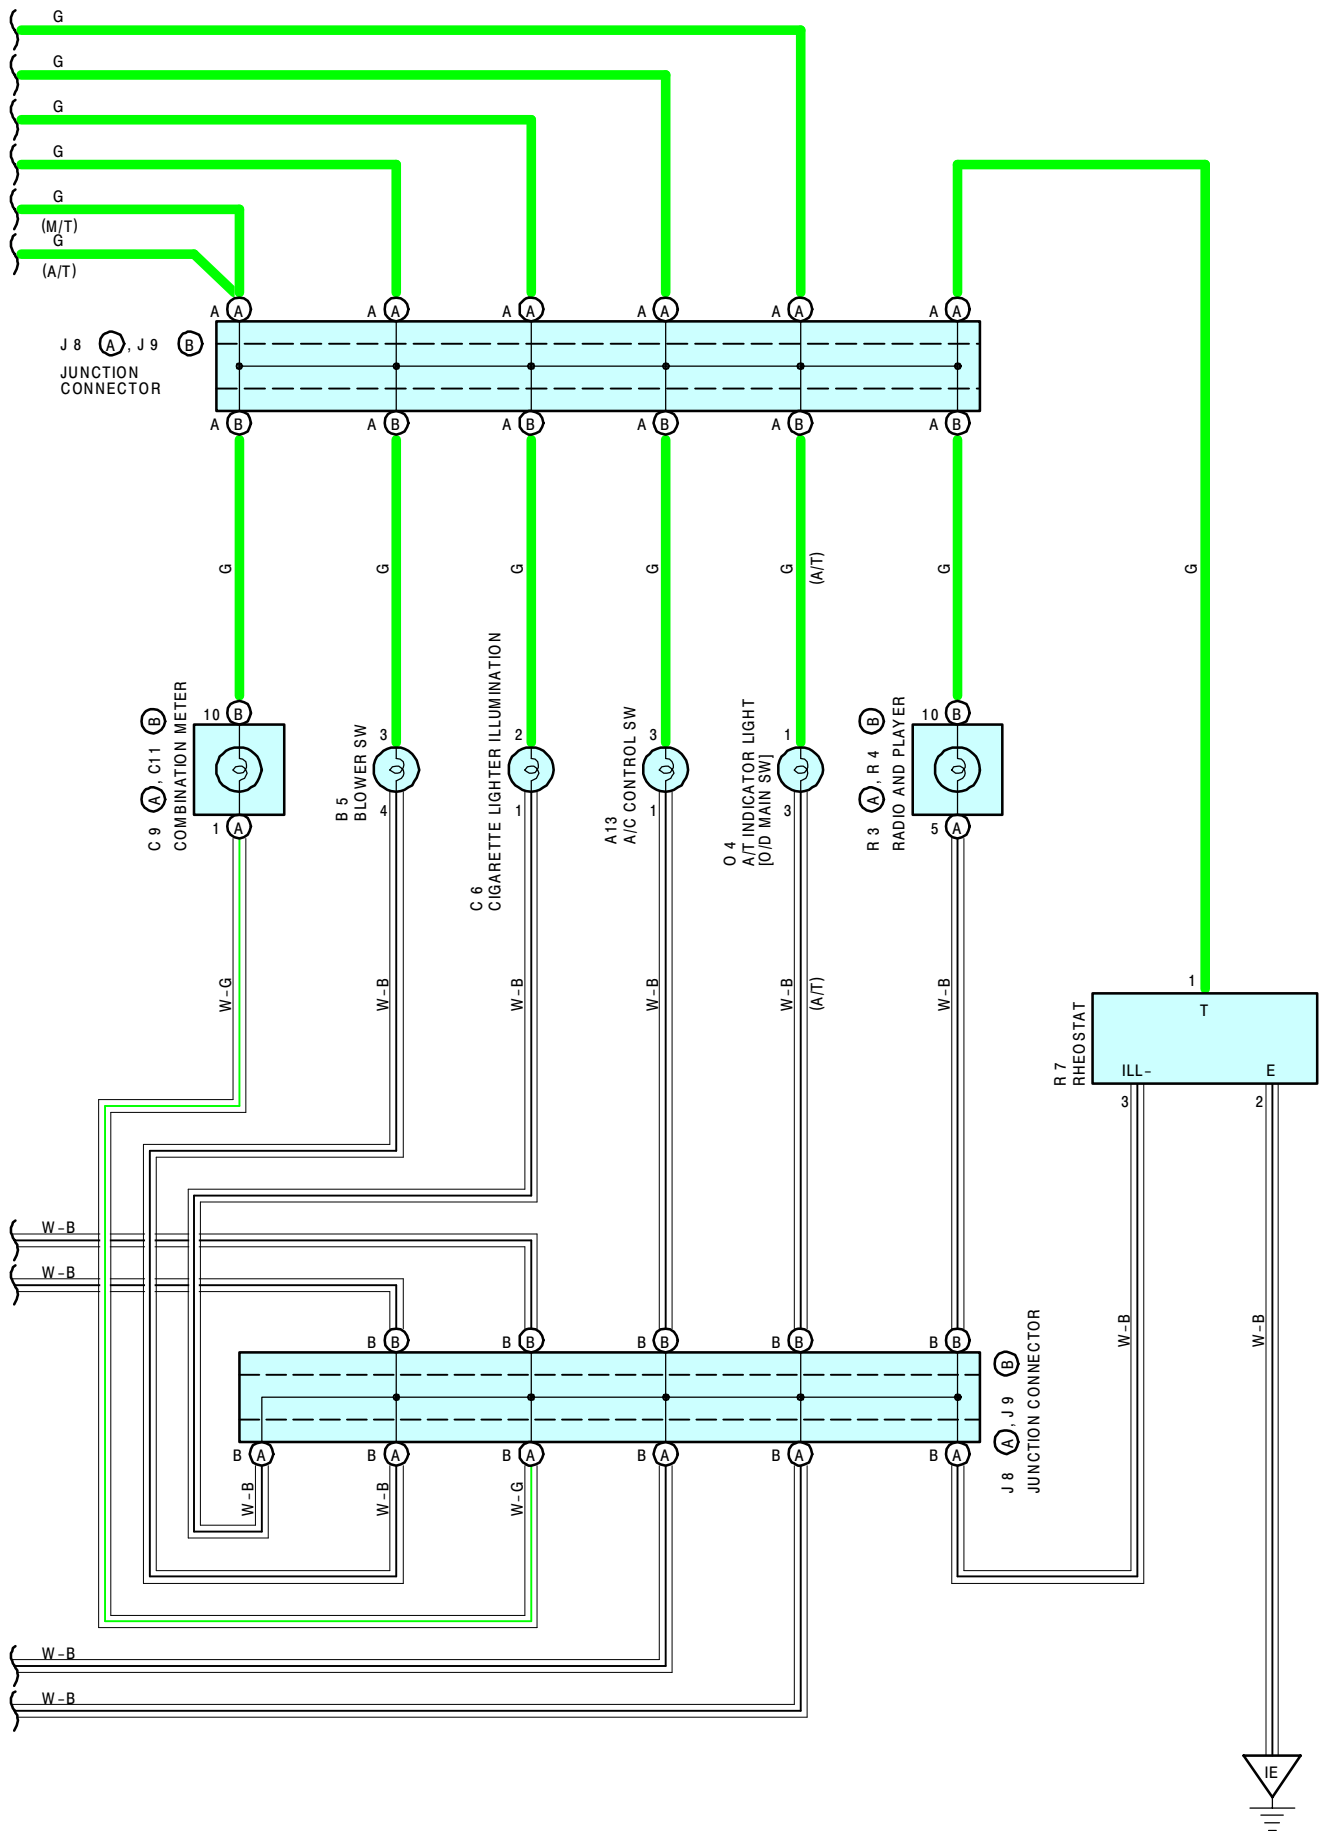 G
G
G
G
G
(M/T)
G
(A/T)
A A A A A A A A A A A A
J 8 A , J 9 B
JUNCTION
CONNECTOR
A B A B A B A B A B A B
G G G G G (A/T) G G
C 9 A , C11 B
COMBINATION METER
10 B
1 A
B 5
BLOWER SW
3
4
C 6
CIGARETTE LIGHTER ILLUMINATION
2
1
A13
A/C CONTROL SW
3
1
O 4
A/T INDICATOR LIGHT
[O/D MAIN SW]
1
3
R 3 A , R 4 B
RADIO AND PLAYER
10 B
5 A
W-G W-B W-B W-B W-B (A/T) W-B
1
T
R 7
RHEOSTAT
ILL- E
3 2
W-B
W-B
W-B W-B
B B B B B B B B B B
J 8 A , J 9 B
JUNCTION CONNECTOR
B A B A B A B A B A B A
W-B W-B W-G
W-B
W-B
IE